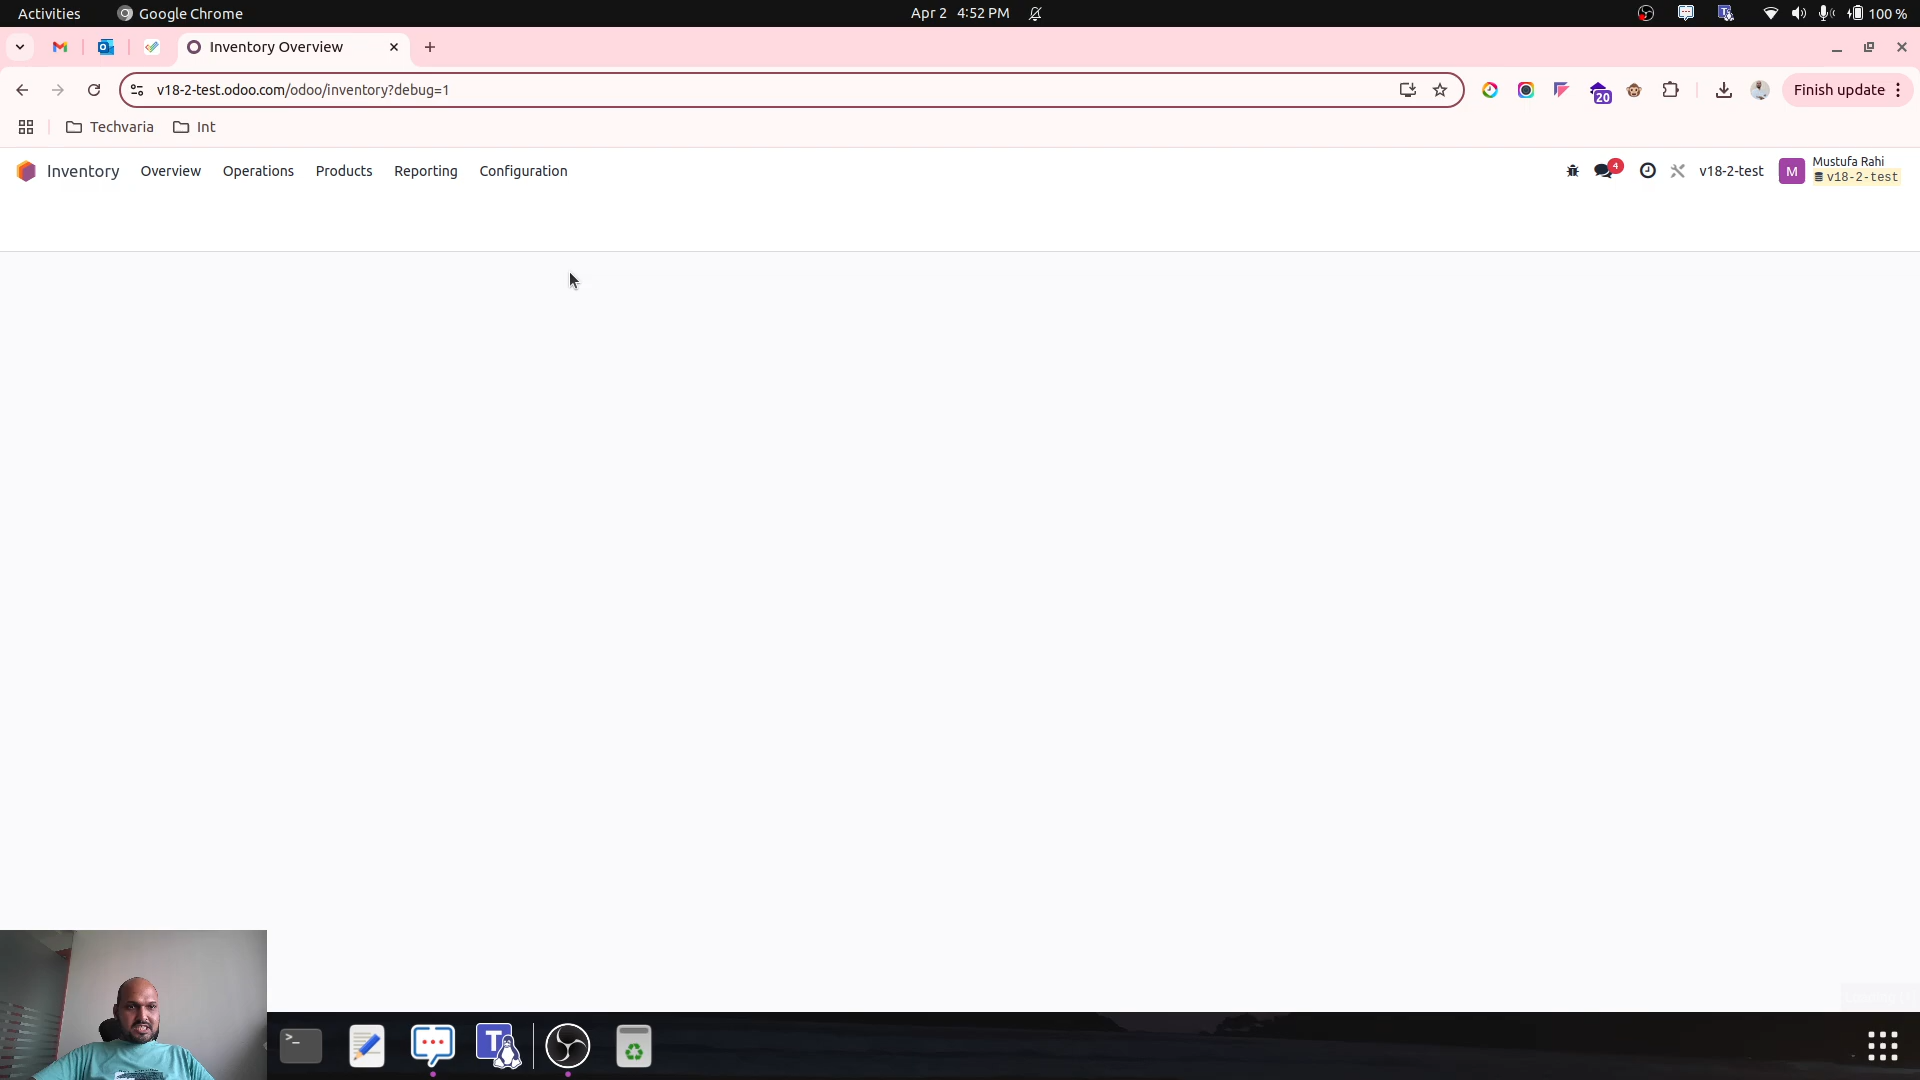 Activities Google Chrome Apr 2 4:52 PM 100 %
Inventory Overview
v18-2-test.odoo.com/odoo/inventory?debug=1 20 Finish update
Techvaria Int
Inventory Overview Operations Products Reporting Configuration 4 v18-2-test M Mustufa Rahi
v18-2-test
>_ T